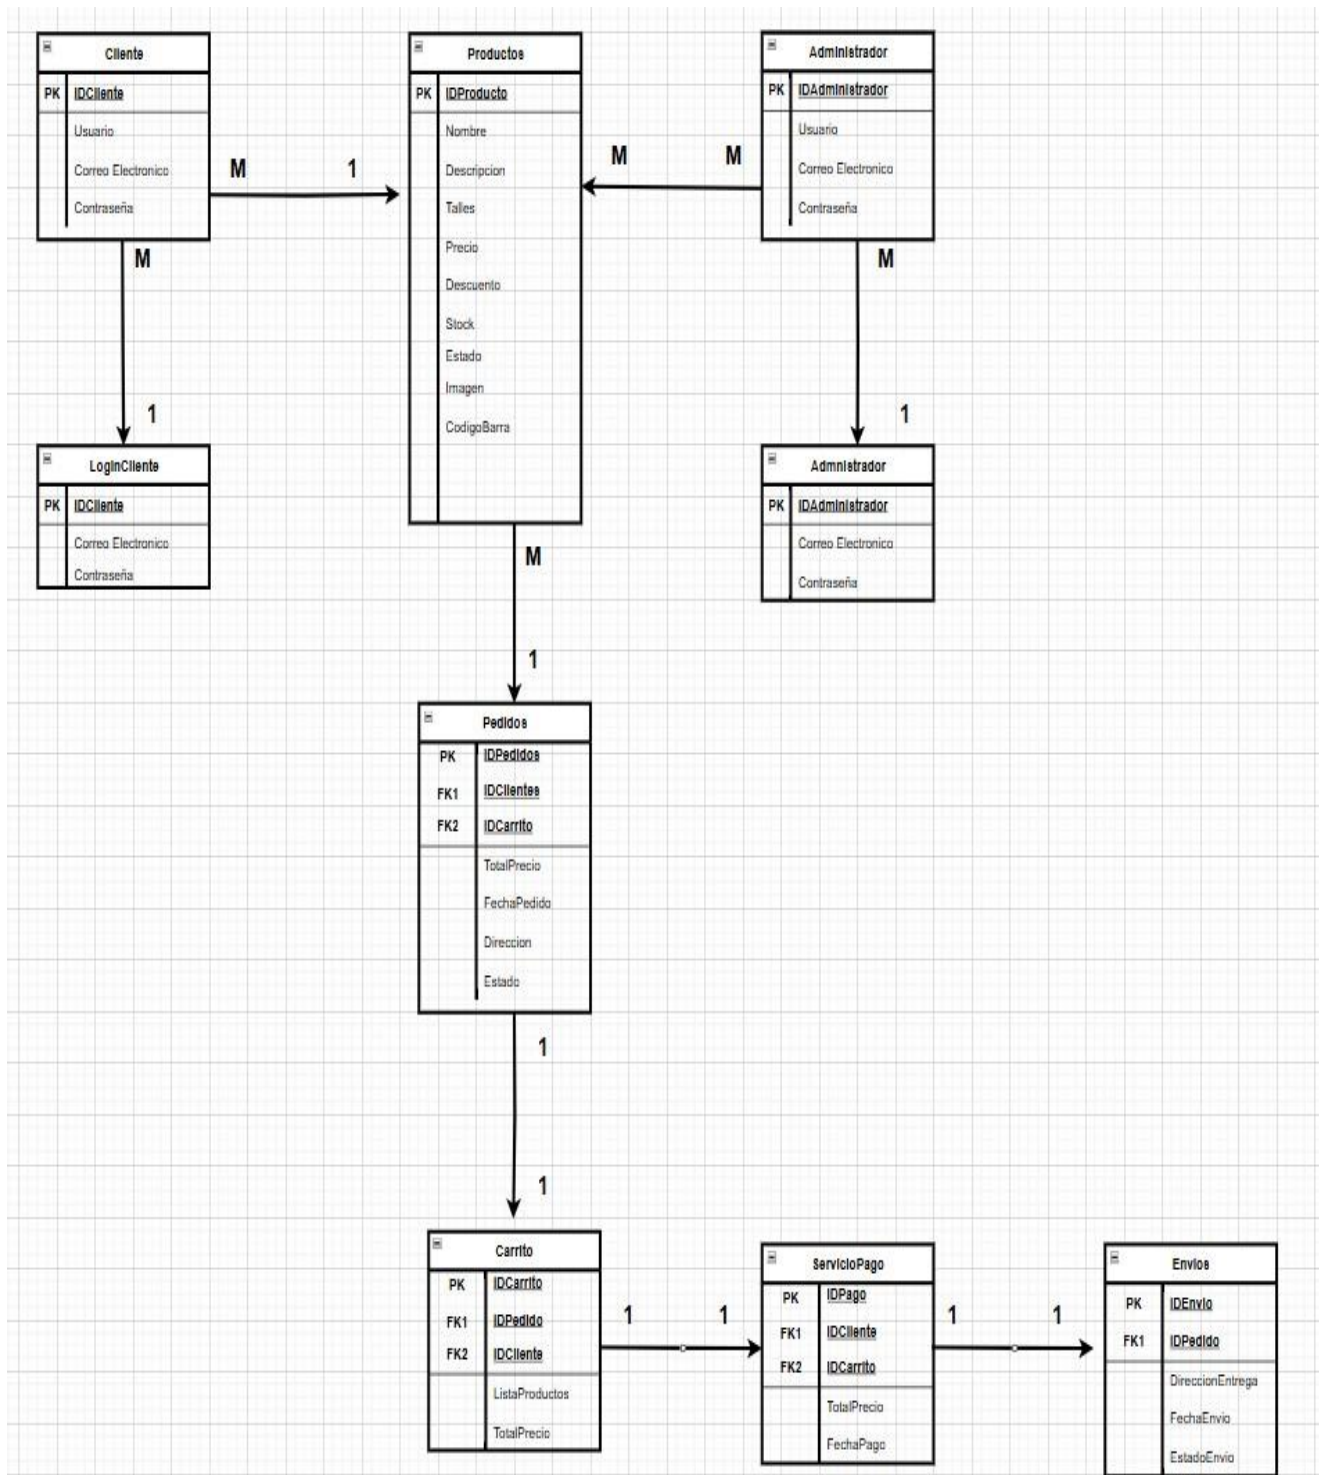 Cliente
PK IDCliente
Usuario
Correo Electronico
Contraseña
Productos
PK IDProducto
Nombre
Descripcion
Talles
Precio
Descuento
Stock
Estado
Imagen
CodigoBarra
Administrador
PK IDAdministrador
Usuario
Correo Electronico
Contraseña
M 1
M M
M
1
M
1
LoginCliente
PK IDCliente
Correo Electronico
Contraseña
Admnistrador
PK IDAdministrador
Correo Electronico
Contraseña
M
1
Pedidos
PK IDPedidos
FK1 IDClientes
FK2 IDCarrito
TotalPrecio
FechaPedido
Direccion
Estado
1
1
Carrito
PK IDCarrito
FK1 IDPedido
FK2 IDCliente
ListaProductos
TotalPrecio
1 1
ServicioPago
PK IDPago
FK1 IDCliente
FK2 IDCarrito
TotalPrecio
FechaPago
1 1
Envios
PK IDEnvio
FK1 IDPedido
DireccionEntrega
FechaEnvio
EstadoEnvio